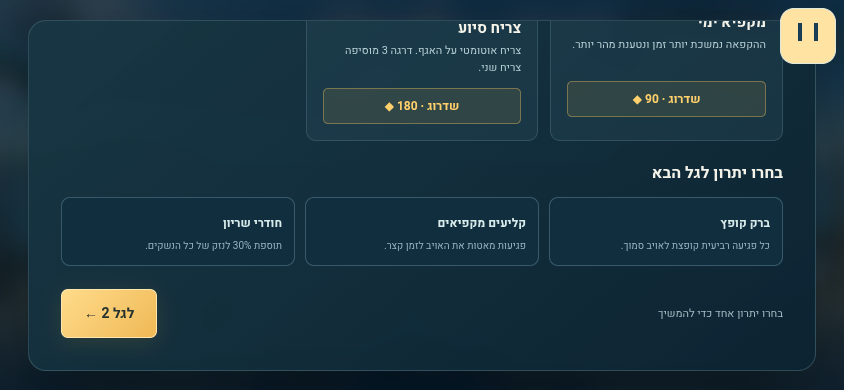 מקפיא ימי
ההקפאה נמשכת יותר זמן ונטענת מהר יותר.
שדרוג · 90 ◆
צריח סיוע
צריח אוטומטי על האגף. דרגה 3 מוסיפה
צריח שני.
שדרוג · 180 ◆
בחרו יתרון לגל הבא
ברק קופץ
כל פגיעה רביעית קופצת לאויב סמוך.
קליעים מקפיאים
פגיעות מאטות את האויב לזמן קצר.
חודרי שריון
תוספת 30% לנזק של כל הנשקים.
בחרו יתרון אחד כדי להמשיך
לגל 2 ←